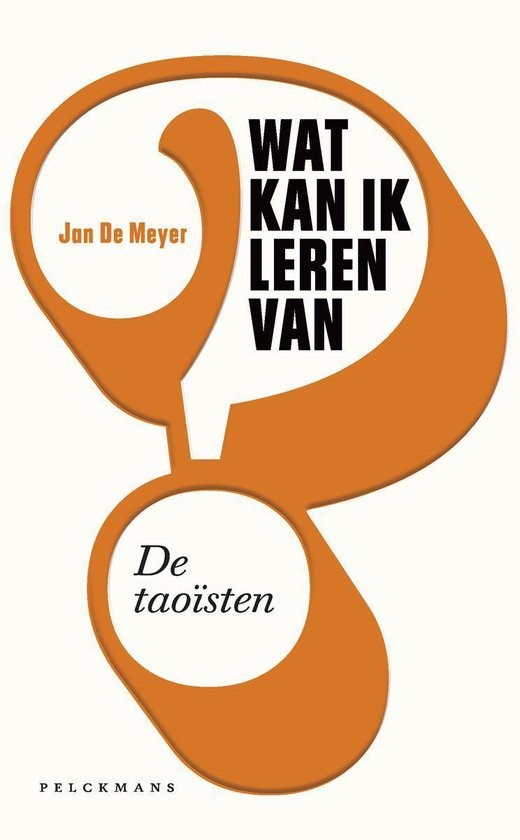 Jan De Meyer
WAT
KAN IK
LEREN
VAN
De
taoïsten
PELCKMANS